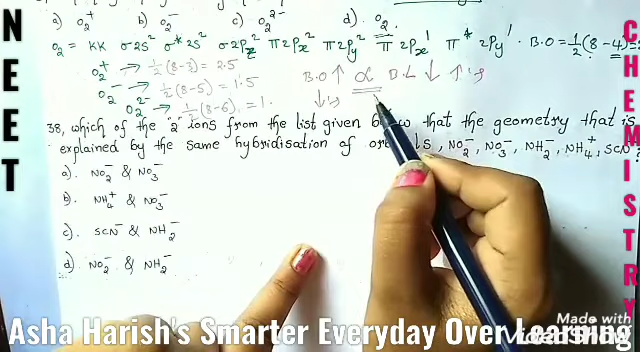 a) O₂⁺ b) O₂⁻ c) O₂²⁻ d). O₂.
O₂ = KK σ2s² σ*2s² σ2Pz² π2Px² π2Py² π* 2Px¹ π* 2Py¹. B.O = ½(8-4) = 2
O₂⁺ → ½(8-3) = 2.5
O₂⁻ → ½(8-5) = 1.5
O₂²⁻ → ½(8-6) = 1.
B.O ↑ ∝ B.L ↓
38, which of the 2 ions from the list given below that the geometry that is
explained by the same hybridisation of orbitals, NO₂⁻, NO₃⁻, NH₂⁻, NH₄⁺, SCN⁻?
a). NO₂⁻ & NO₃⁻
b). NH₄⁺ & NO₃⁻
c). SCN⁻ & NH₂⁻
d). NO₂⁻ & NH₂⁻
NEET
CHEMISTRY
Made with
VideoShow
Asha Harish's Smarter Everyday Over Learning